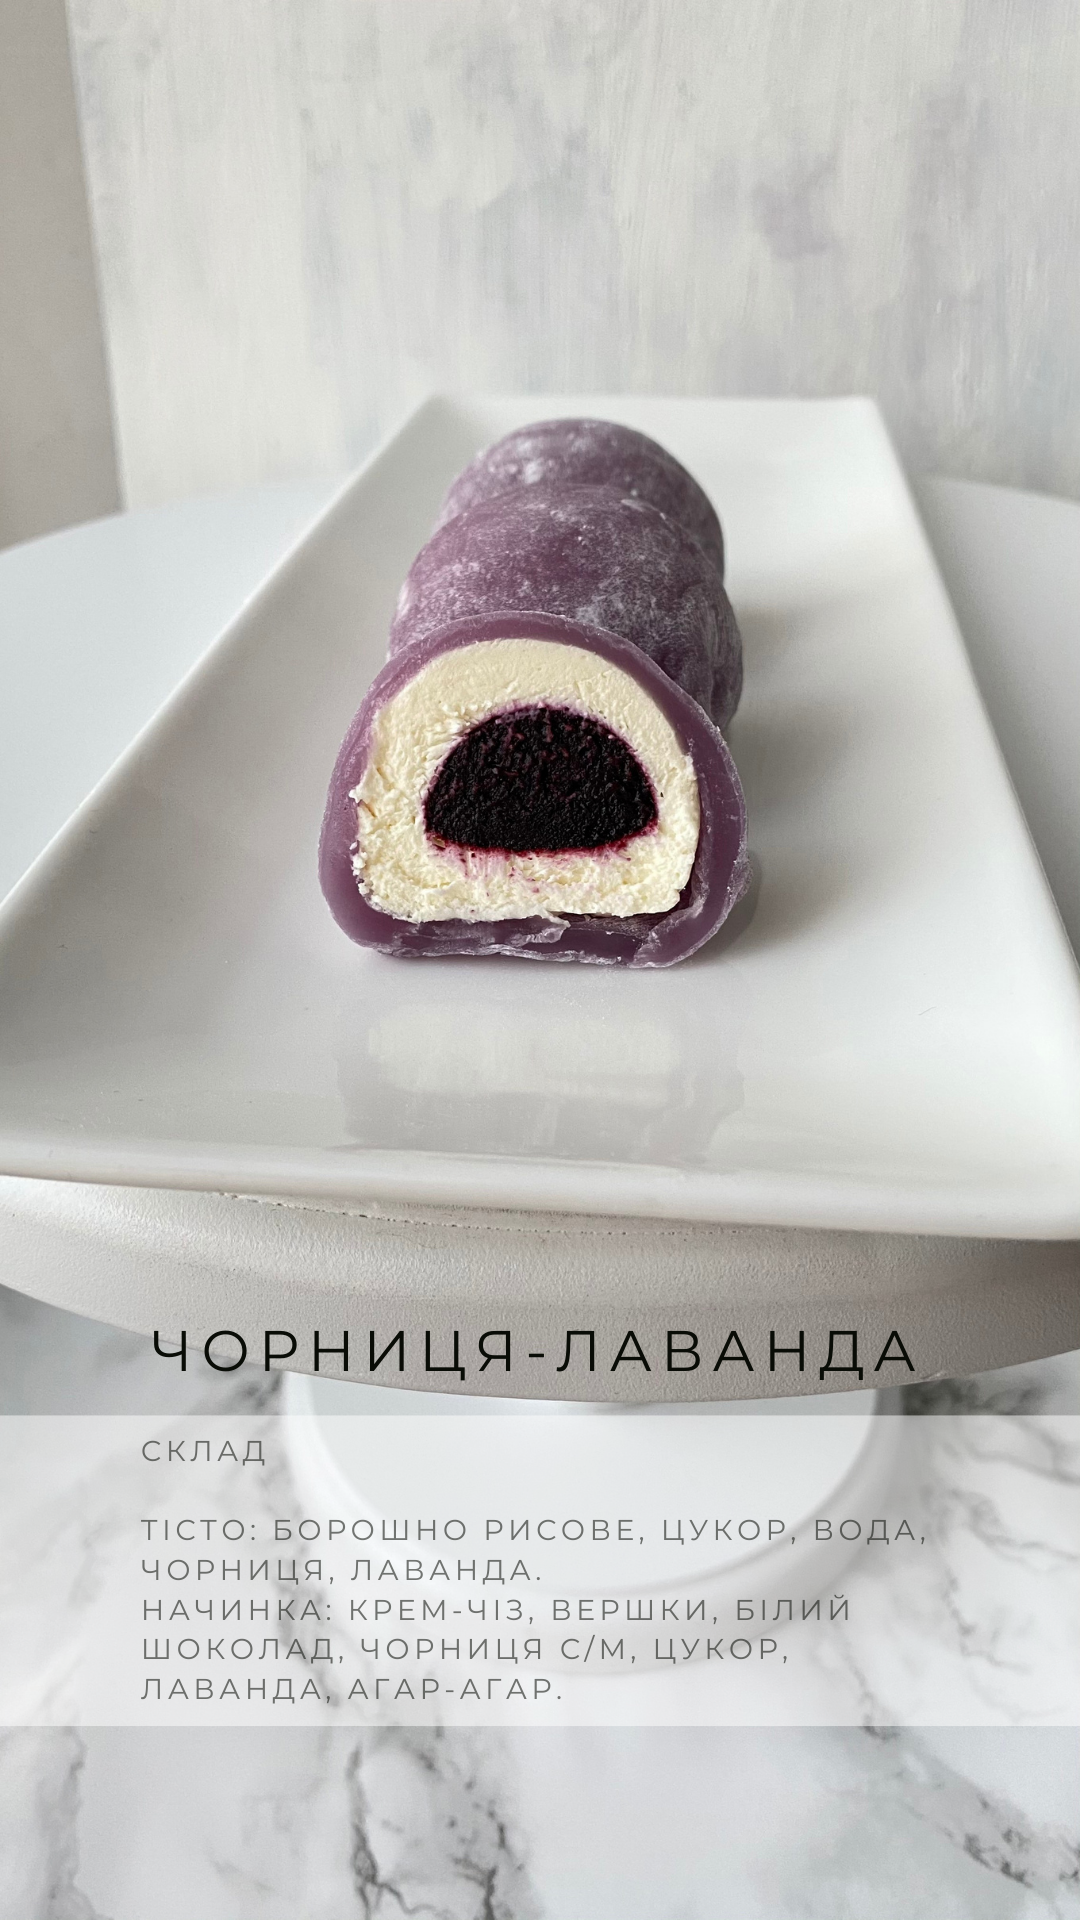 ЧОРНИЦЯ-ЛАВАНДА
СКЛАД
ТІСТО: БОРОШНО РИСОВЕ, ЦУКОР, ВОДА,
ЧОРНИЦЯ, ЛАВАНДА.
НАЧИНКА: КРЕМ-ЧІЗ, ВЕРШКИ, БІЛИЙ
ШОКОЛАД, ЧОРНИЦЯ С/М, ЦУКОР,
ЛАВАНДА, АГАР-АГАР.